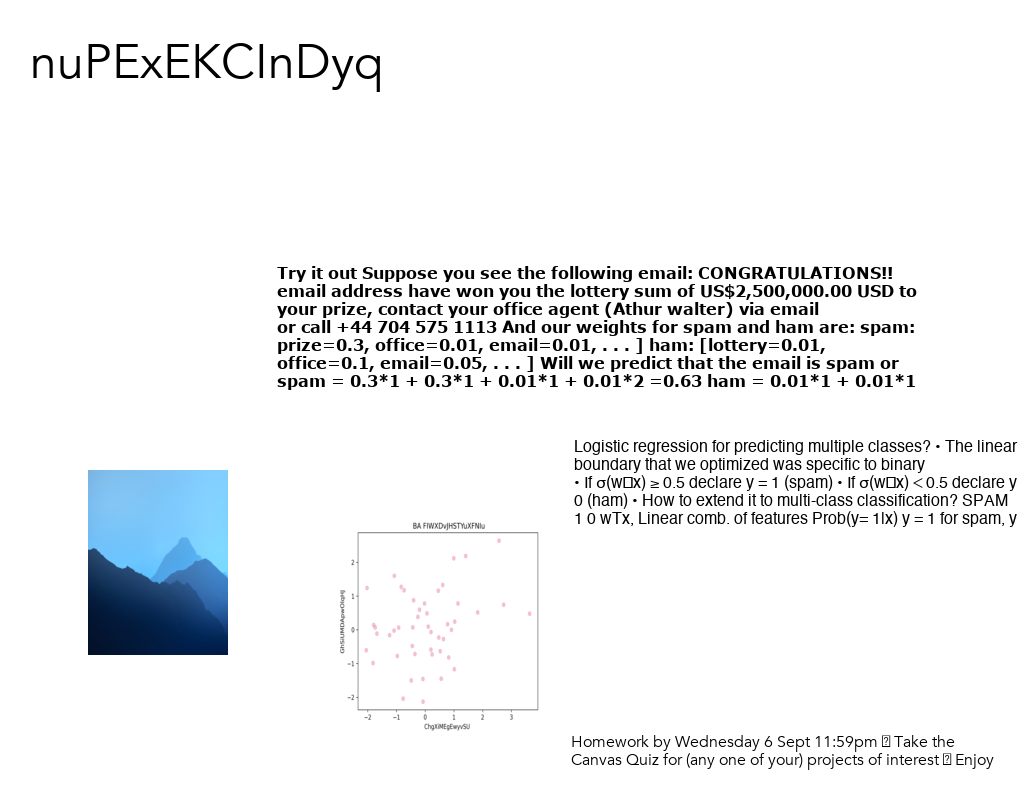 nuPExEKCInDyq
Try it out Suppose you see the following email: CONGRATULATIONS!!
email address have won you the lottery sum of US$2,500,000.00 USD to
your prize, contact your office agent (Athur walter) via email
or call +44 704 575 1113 And our weights for spam and ham are: spam:
prize=0.3, office=0.01, email=0.01, . . . ] ham: [lottery=0.01,
office=0.1, email=0.05, . . . ] Will we predict that the email is spam or
spam = 0.3*1 + 0.3*1 + 0.01*1 + 0.01*2 =0.63 ham = 0.01*1 + 0.01*1
Logistic regression for predicting multiple classes? • The linear
boundary that we optimized was specific to binary
• If σ(w□x) ≥ 0.5 declare y = 1 (spam) • If σ(w□x) < 0.5 declare y
0 (ham) • How to extend it to multi-class classification? SPAM
1 0 wTx, Linear comb. of features Prob(y= 1|x) y = 1 for spam, y
2
1
0
−1
−2
−2 −1 0 1 2 3
Homework by Wednesday 6 Sept 11:59pm □ Take the
Canvas Quiz for (any one of your) projects of interest □ Enjoy